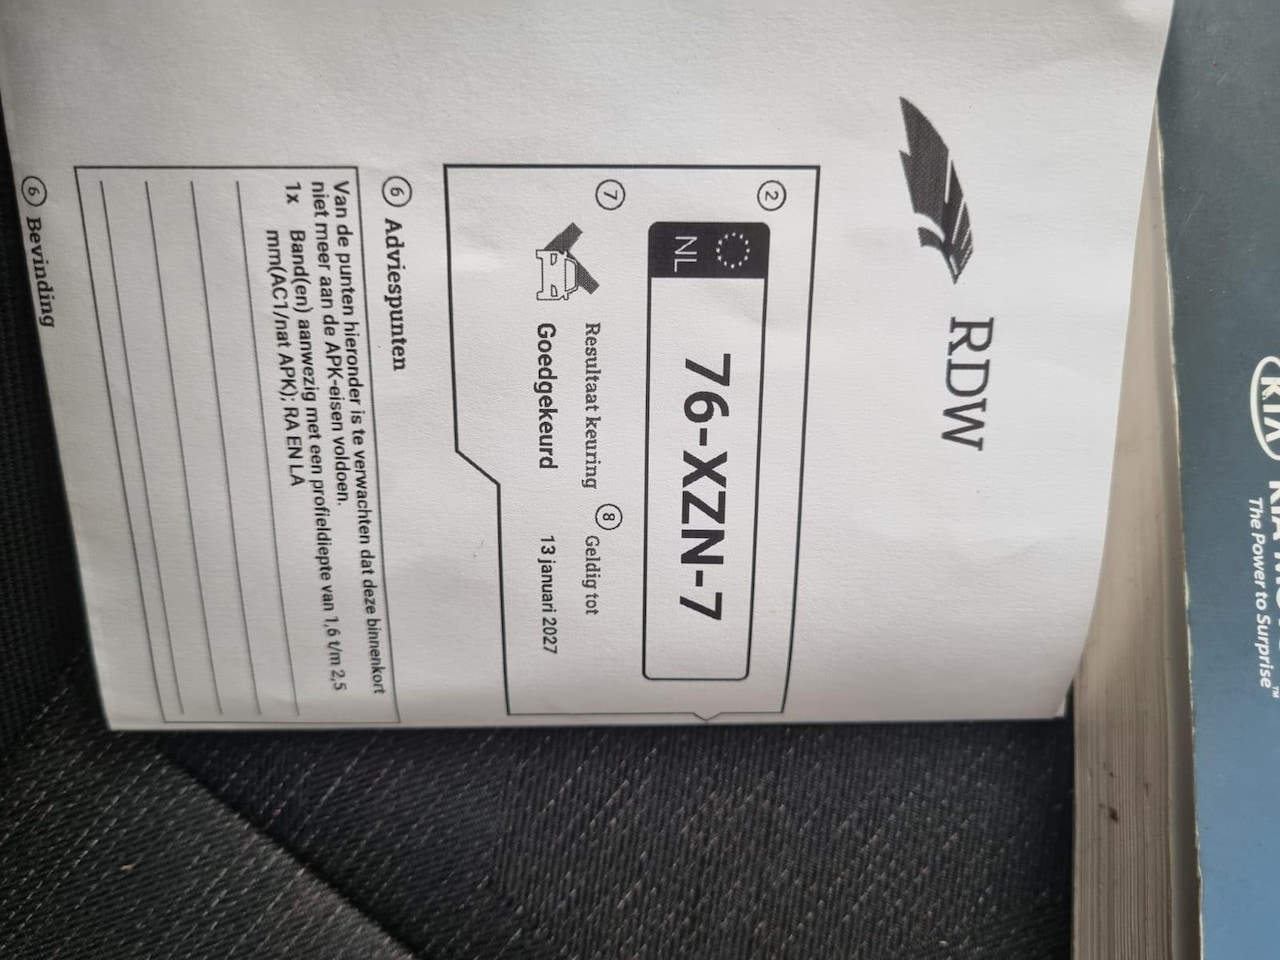 RDW
2
NL
76-XZN-7
7 Resultaat keuring
Goedgekeurd
8 Geldig tot
13 januari 2027
6 Adviespunten
Van de punten hieronder is te verwachten dat deze binnenkort
niet meer aan de APK-eisen voldoen.
1x Band(en) aanwezig met een profieldiepte van 1,6 t/m 2,5
mm(AC1/nat APK); RA EN LA
6 Bevinding
KIA
KIA
The Power to Surprise™